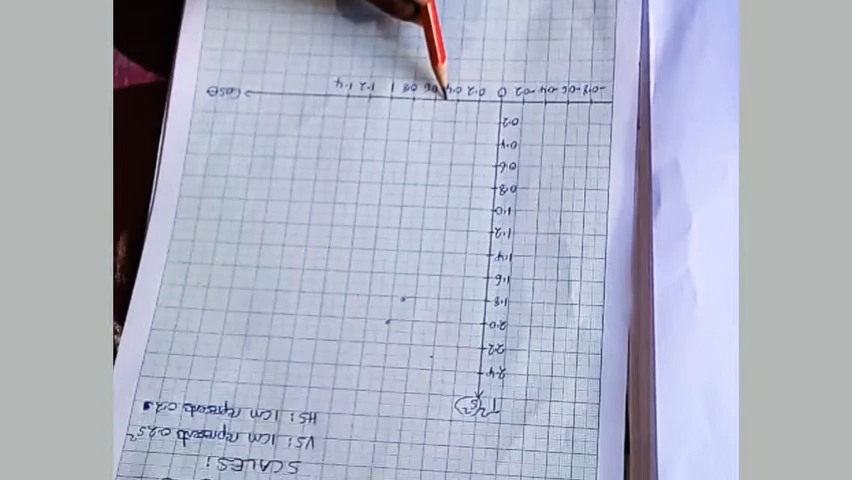 SCALES:
VS: 1cm represents 0.2s²
HS: 1cm represents 0.2
T²(s²)
2.4
2.2
2.0
1.8
1.6
1.4
1.2
1.0
0.8
0.6
0.4
0.2
-0.8 -0.6 -0.4 -0.2 0 0.2 0.4 0.6 0.8 1 1.2 1.4 Cosθ